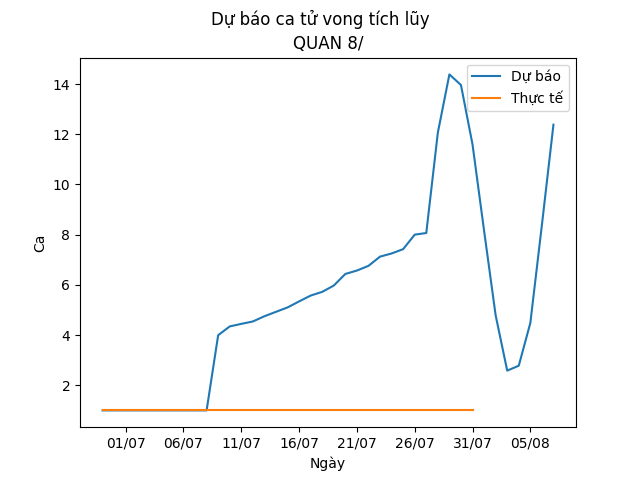 Dự báo ca tử vong tích lũy
QUAN 8/
Dự báo
Thực tế
14
12
10
8
6
4
2
Ca
01/07 06/07 11/07 16/07 21/07 26/07 31/07 05/08
Ngày